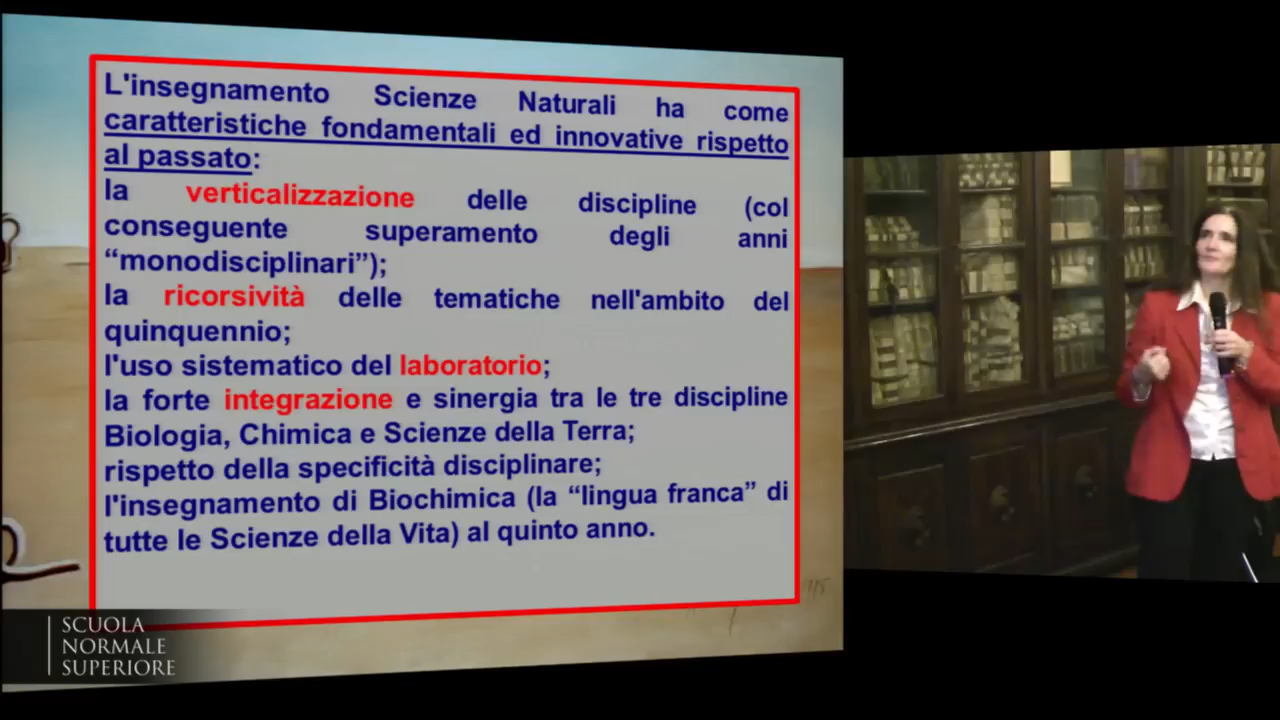 L'insegnamento Scienze Naturali ha come
caratteristiche fondamentali ed innovative rispetto
al passato:
la verticalizzazione delle discipline (col
conseguente superamento degli anni
“monodisciplinari”);
la ricorsività delle tematiche nell'ambito del
quinquennio;
l'uso sistematico del laboratorio;
la forte integrazione e sinergia tra le tre discipline
Biologia, Chimica e Scienze della Terra;
rispetto della specificità disciplinare;
l'insegnamento di Biochimica (la “lingua franca” di
tutte le Scienze della Vita) al quinto anno.
SCUOLA
NORMALE
SUPERIORE